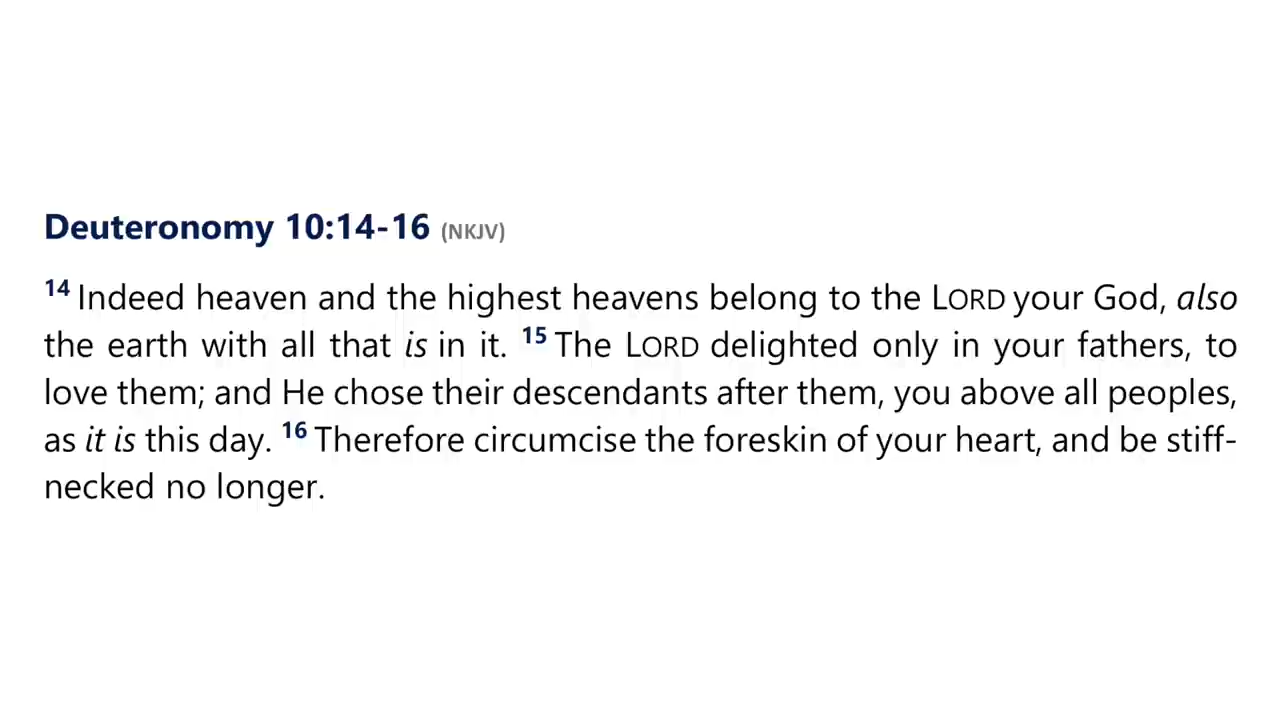 Deuteronomy 10:14-16 (NKJV)
14 Indeed heaven and the highest heavens belong to the LORD your God, also
the earth with all that is in it. 15 The LORD delighted only in your fathers, to
love them; and He chose their descendants after them, you above all peoples,
as it is this day. 16 Therefore circumcise the foreskin of your heart, and be stiff-
necked no longer.